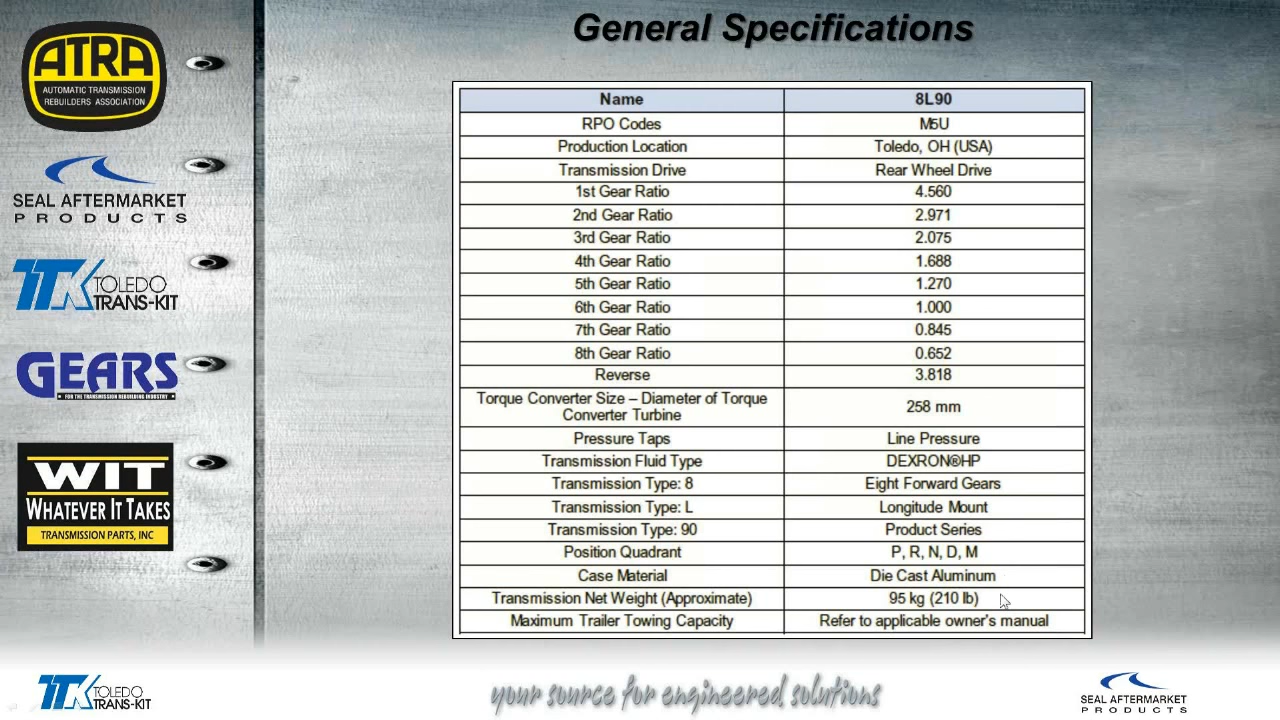 General Specifications
ATRA
AUTOMATIC TRANSMISSION
REBUILDERS ASSOCIATION
SEAL AFTERMARKET
PRODUCTS
TTK TOLEDO
TRANS-KIT
GEARS
FOR THE TRANSMISSION REBUILDING INDUSTRY
WIT
WHATEVER IT TAKES
TRANSMISSION PARTS, INC
Name 8L90
RPO Codes M5U
Production Location Toledo, OH (USA)
Transmission Drive Rear Wheel Drive
1st Gear Ratio 4.560
2nd Gear Ratio 2.971
3rd Gear Ratio 2.075
4th Gear Ratio 1.688
5th Gear Ratio 1.270
6th Gear Ratio 1.000
7th Gear Ratio 0.845
8th Gear Ratio 0.652
Reverse 3.818
Torque Converter Size – Diameter of Torque
Converter Turbine 258 mm
Pressure Taps Line Pressure
Transmission Fluid Type DEXRON®HP
Transmission Type: 8 Eight Forward Gears
Transmission Type: L Longitude Mount
Transmission Type: 90 Product Series
Position Quadrant P, R, N, D, M
Case Material Die Cast Aluminum
Transmission Net Weight (Approximate) 95 kg (210 lb)
Maximum Trailer Towing Capacity Refer to applicable owner's manual
TTK TOLEDO
TRANS-KIT
your source for engineered solutions
SEAL AFTERMARKET
PRODUCTS